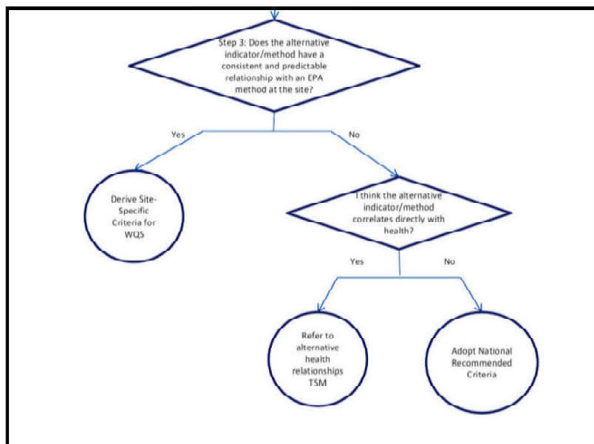 Step 3: Does the alternative
indicator/method have a
consistent and predictable
relationship with an EPA
method at the site?
Yes
No
Derive Site-
Specific
Criteria for
WQS
I think the alternative
indicator/method
correlates directly with
health?
Yes
No
Refer to
alternative
health
relationships
TSM
Adopt National
Recommended
Criteria